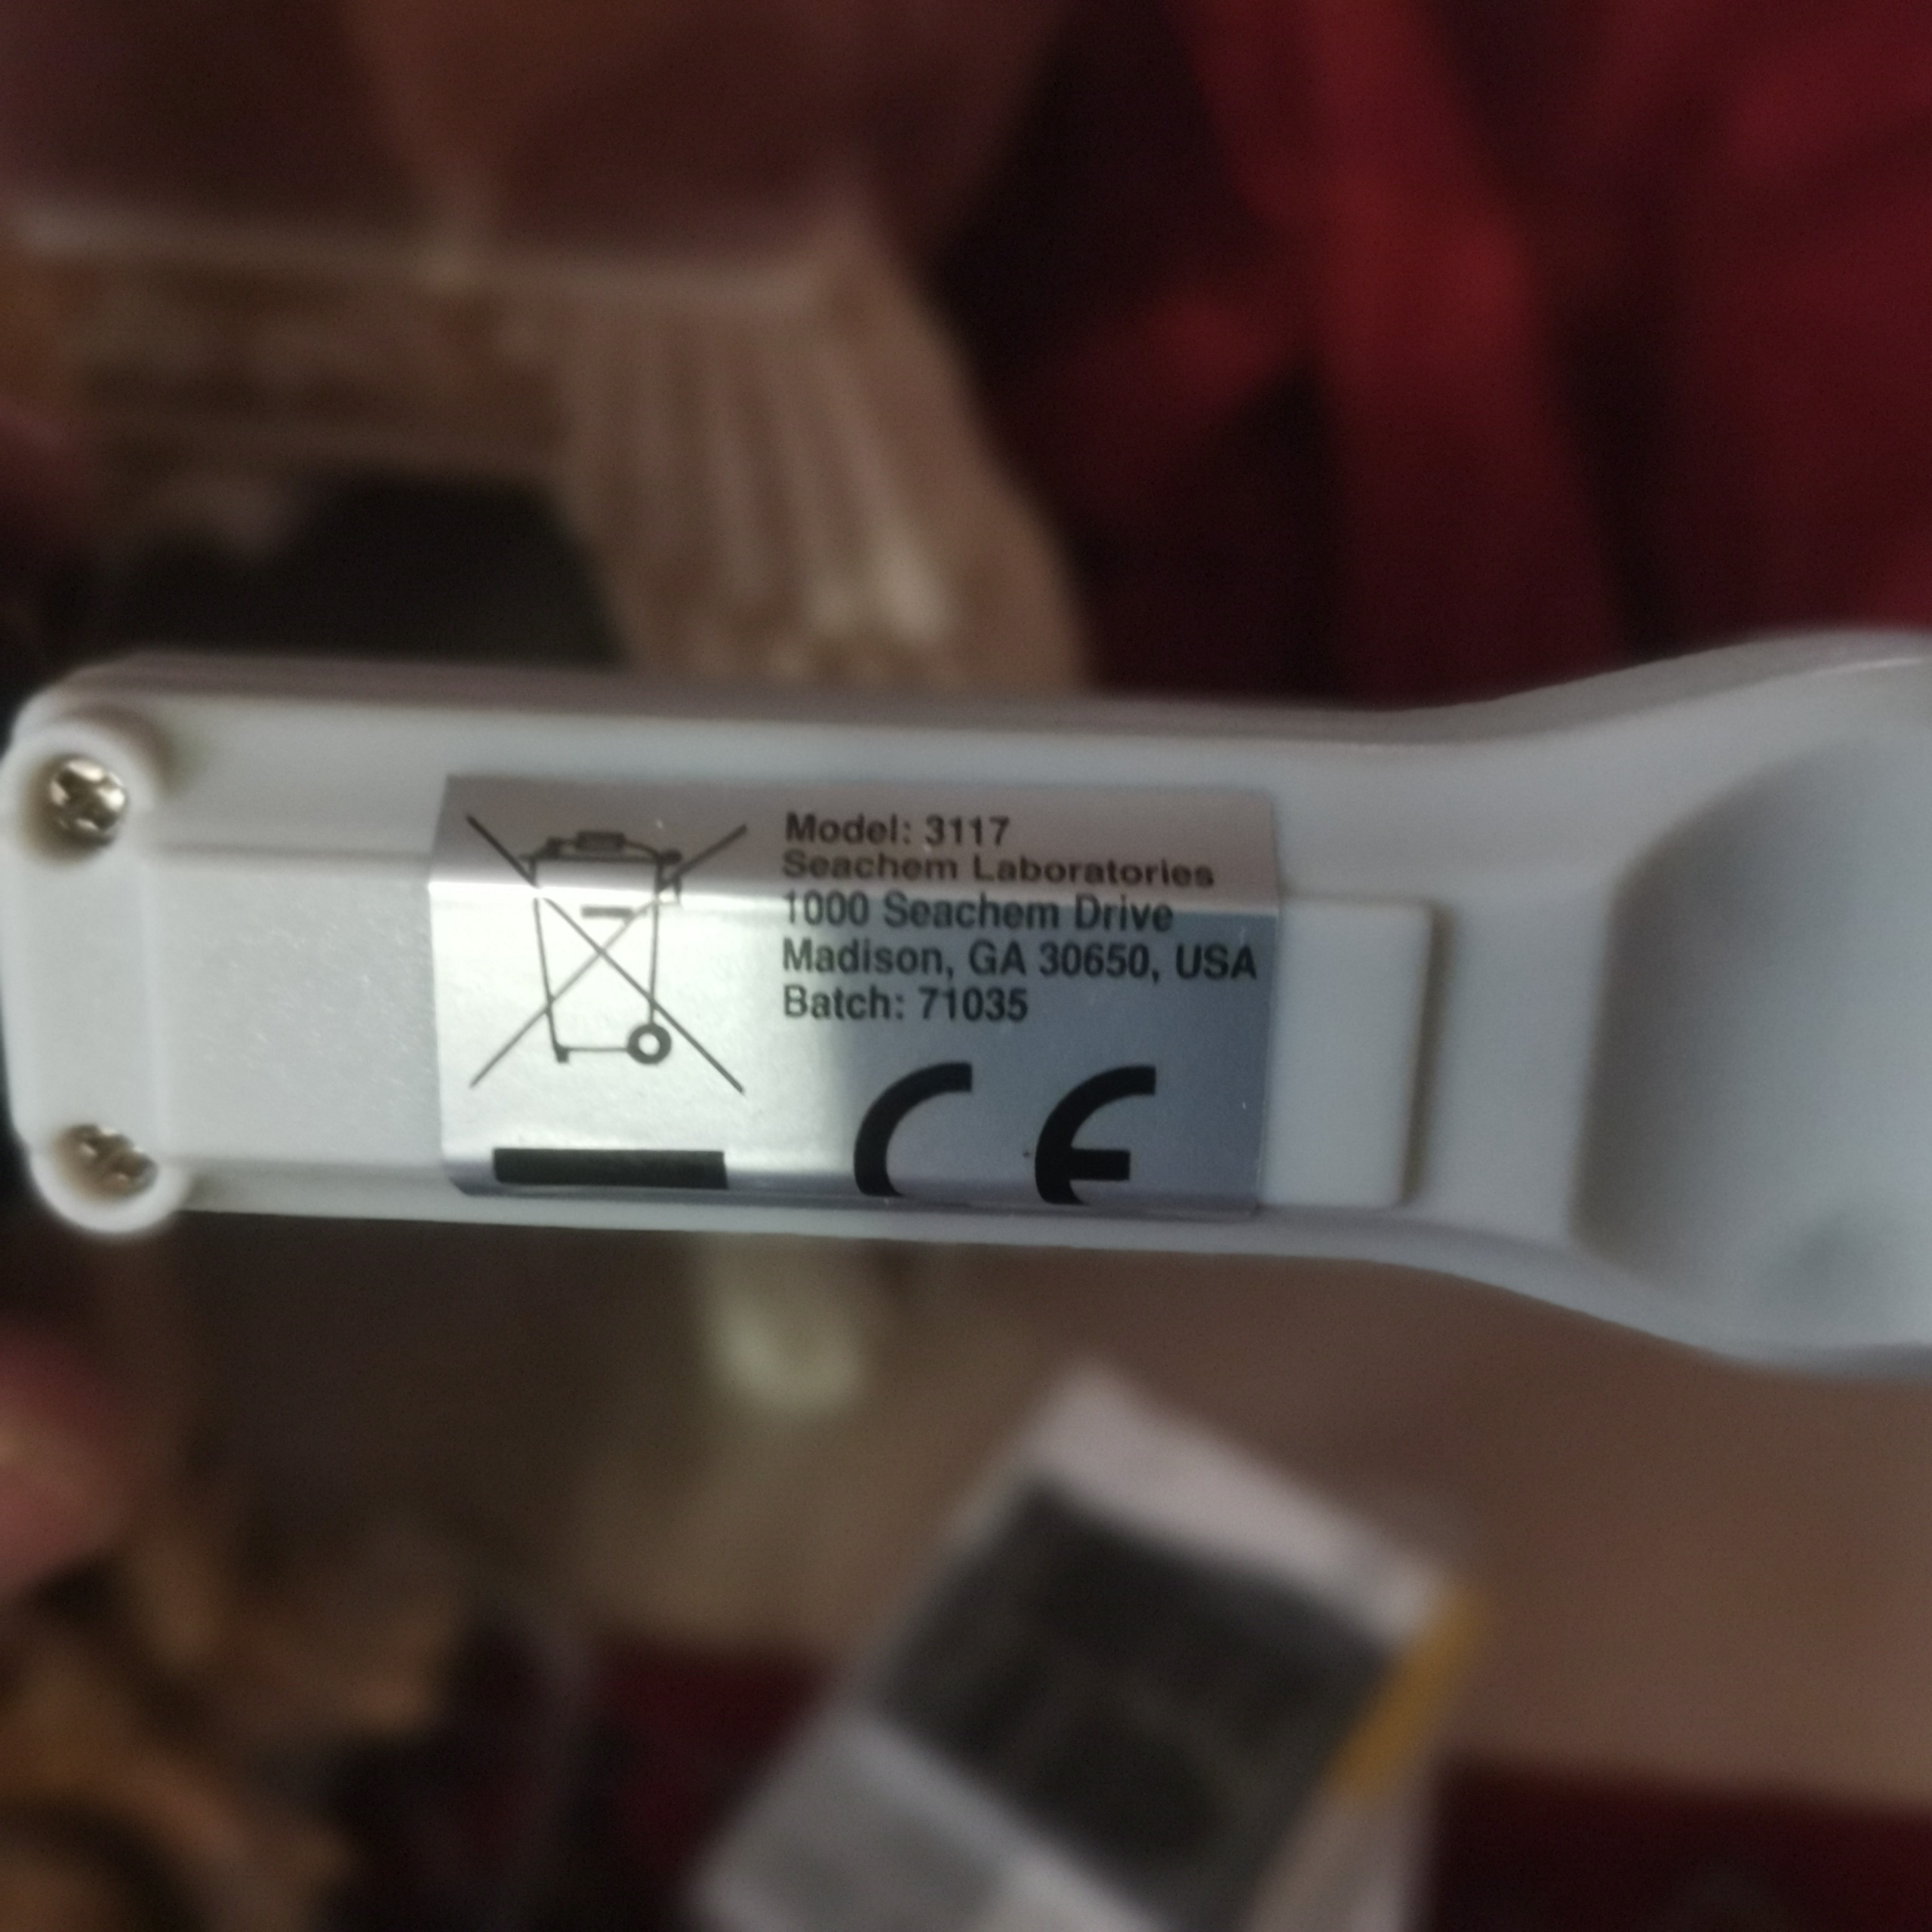 Model: 3117
Seachem Laboratories
1000 Seachem Drive
Madison, GA 30650, USA
Batch: 71035
CE